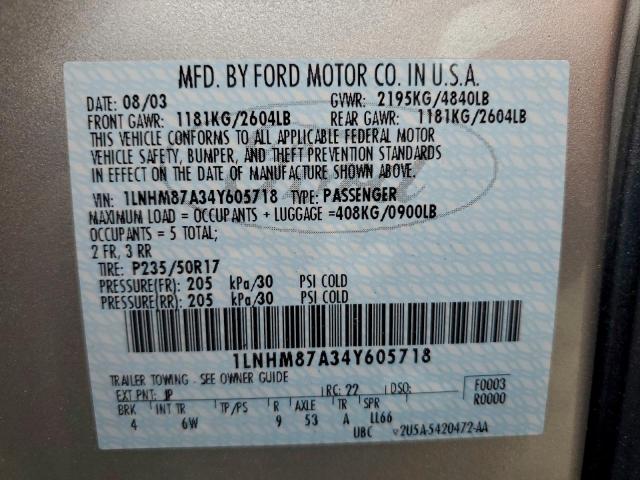 MFD. BY FORD MOTOR CO. IN U.S.A.
DATE: 08/03 GVWR: 2195KG/4840LB
FRONT GAWR: 1181KG/2604LB REAR GAWR: 1181KG/2604LB
THIS VEHICLE CONFORMS TO ALL APPLICABLE FEDERAL MOTOR
VEHICLE SAFETY, BUMPER, AND THEFT PREVENTION STANDARDS
IN EFFECT ON THE DATE OF MANUFACTURE SHOWN ABOVE.
VIN: 1LNHM87A34Y605718 TYPE: PASSENGER
MAXIMUM LOAD = OCCUPANTS + LUGGAGE =408KG/0900LB
OCCUPANTS = 5 TOTAL;
2 FR, 3 RR
TIRE: P235/50R17
PRESSURE(FR): 205 kPa/30 PSI COLD
PRESSURE(RR): 205 kPa/30 PSI COLD
1LNHM87A34Y605718
TRAILER TOWING - SEE OWNER GUIDE
EXT PNT: JP RC: 22 DSO: F0003
BRK INT TR TP/PS R AXLE TR SPR R0000
4 6W 9 53 A LL66
UBC 2U5A-5420472-AA